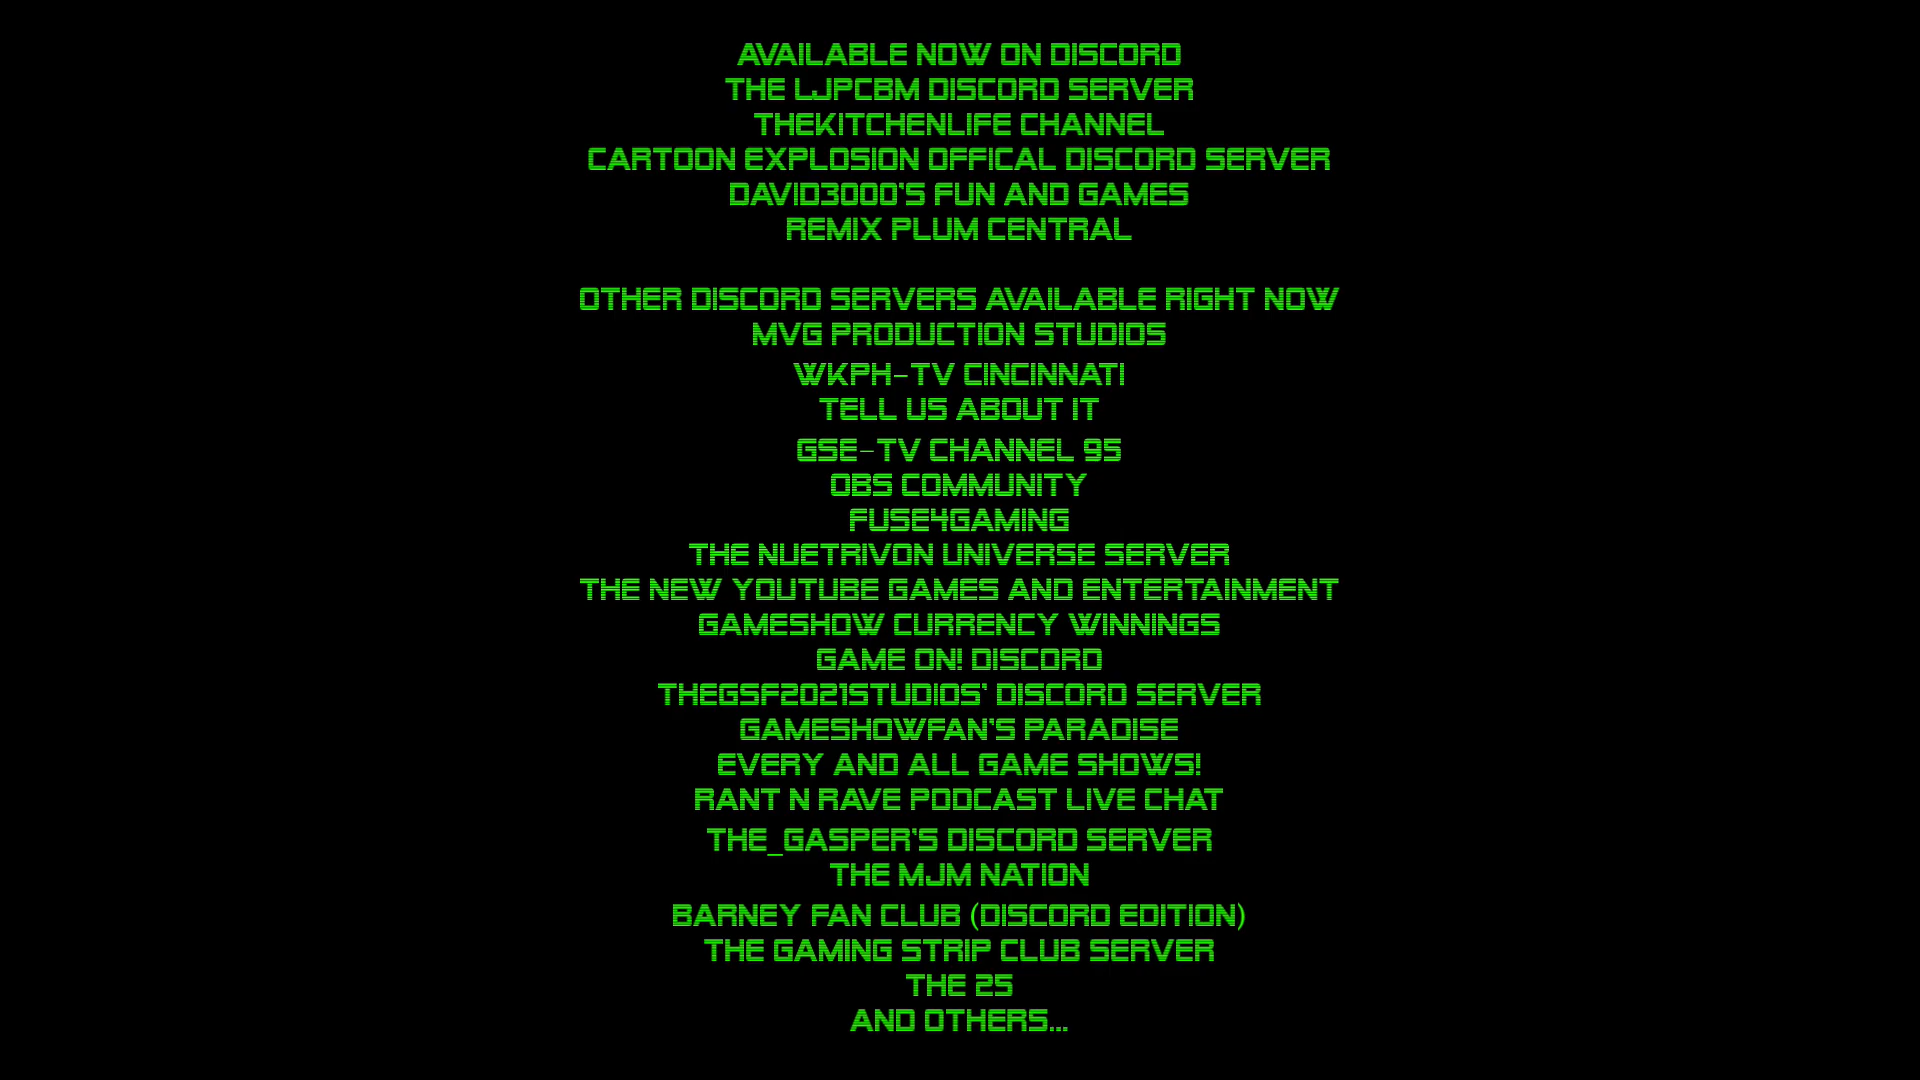 AVAILABLE NOW ON DISCORD
THE LJPCBM DISCORD SERVER
THEKITCHENLIFE CHANNEL
CARTOON EXPLOSION OFFICAL DISCORD SERVER
DAVID3000'S FUN AND GAMES
REMIX PLUM CENTRAL
OTHER DISCORD SERVERS AVAILABLE RIGHT NOW
MVG PRODUCTION STUDIOS
WKPH-TV CINCINNATI
TELL US ABOUT IT
GSE-TV CHANNEL 95
OBS COMMUNITY
FUSE4GAMING
THE NUETRIVON UNIVERSE SERVER
THE NEW YOUTUBE GAMES AND ENTERTAINMENT
GAMESHOW CURRENCY WINNINGS
GAME ON! DISCORD
THEGSF2021STUDIOS' DISCORD SERVER
GAMESHOWFAN'S PARADISE
EVERY AND ALL GAME SHOWS!
RANT N RAVE PODCAST LIVE CHAT
THE_GASPER'S DISCORD SERVER
THE MJM NATION
BARNEY FAN CLUB (DISCORD EDITION)
THE GAMING STRIP CLUB SERVER
THE 25
AND OTHERS...